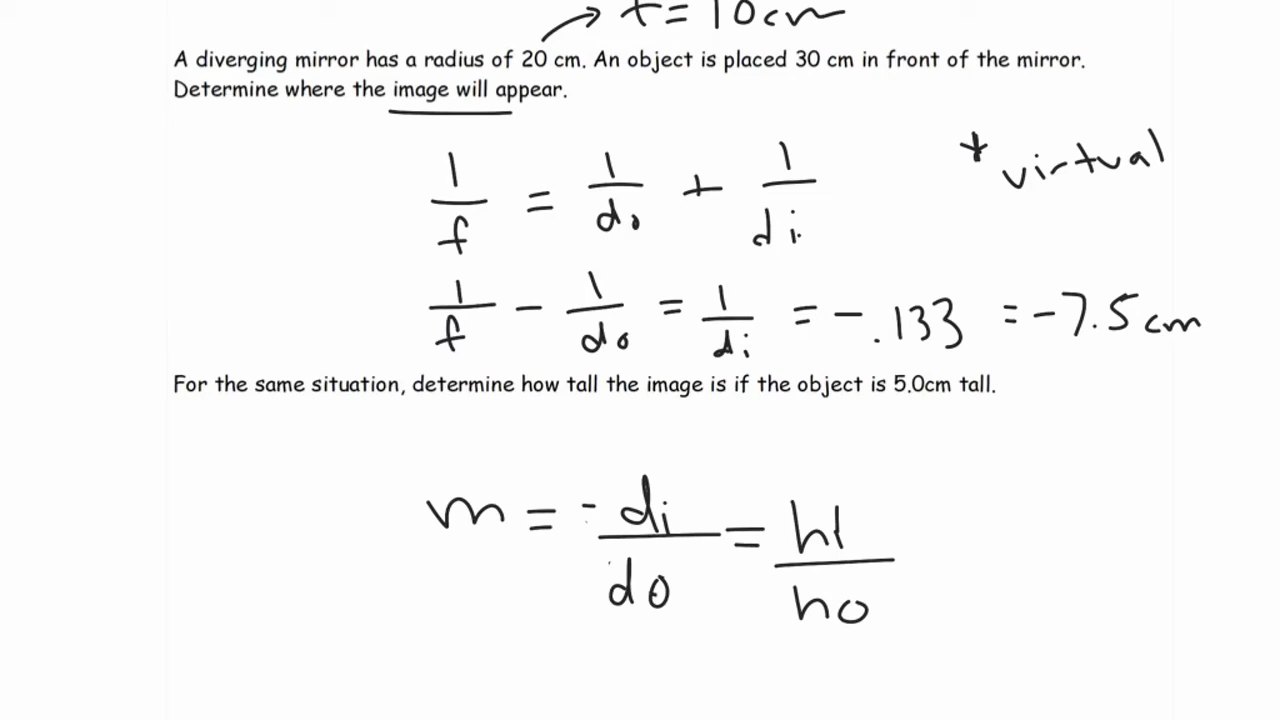 f = 10cm
A diverging mirror has a radius of 20 cm. An object is placed 30 cm in front of the mirror.
Determine where the image will appear.
* virtual
1/f = 1/do + 1/di
1/f - 1/do = 1/di = -.133 = -7.5cm
For the same situation, determine how tall the image is if the object is 5.0cm tall.
m = -di/do = hI/ho